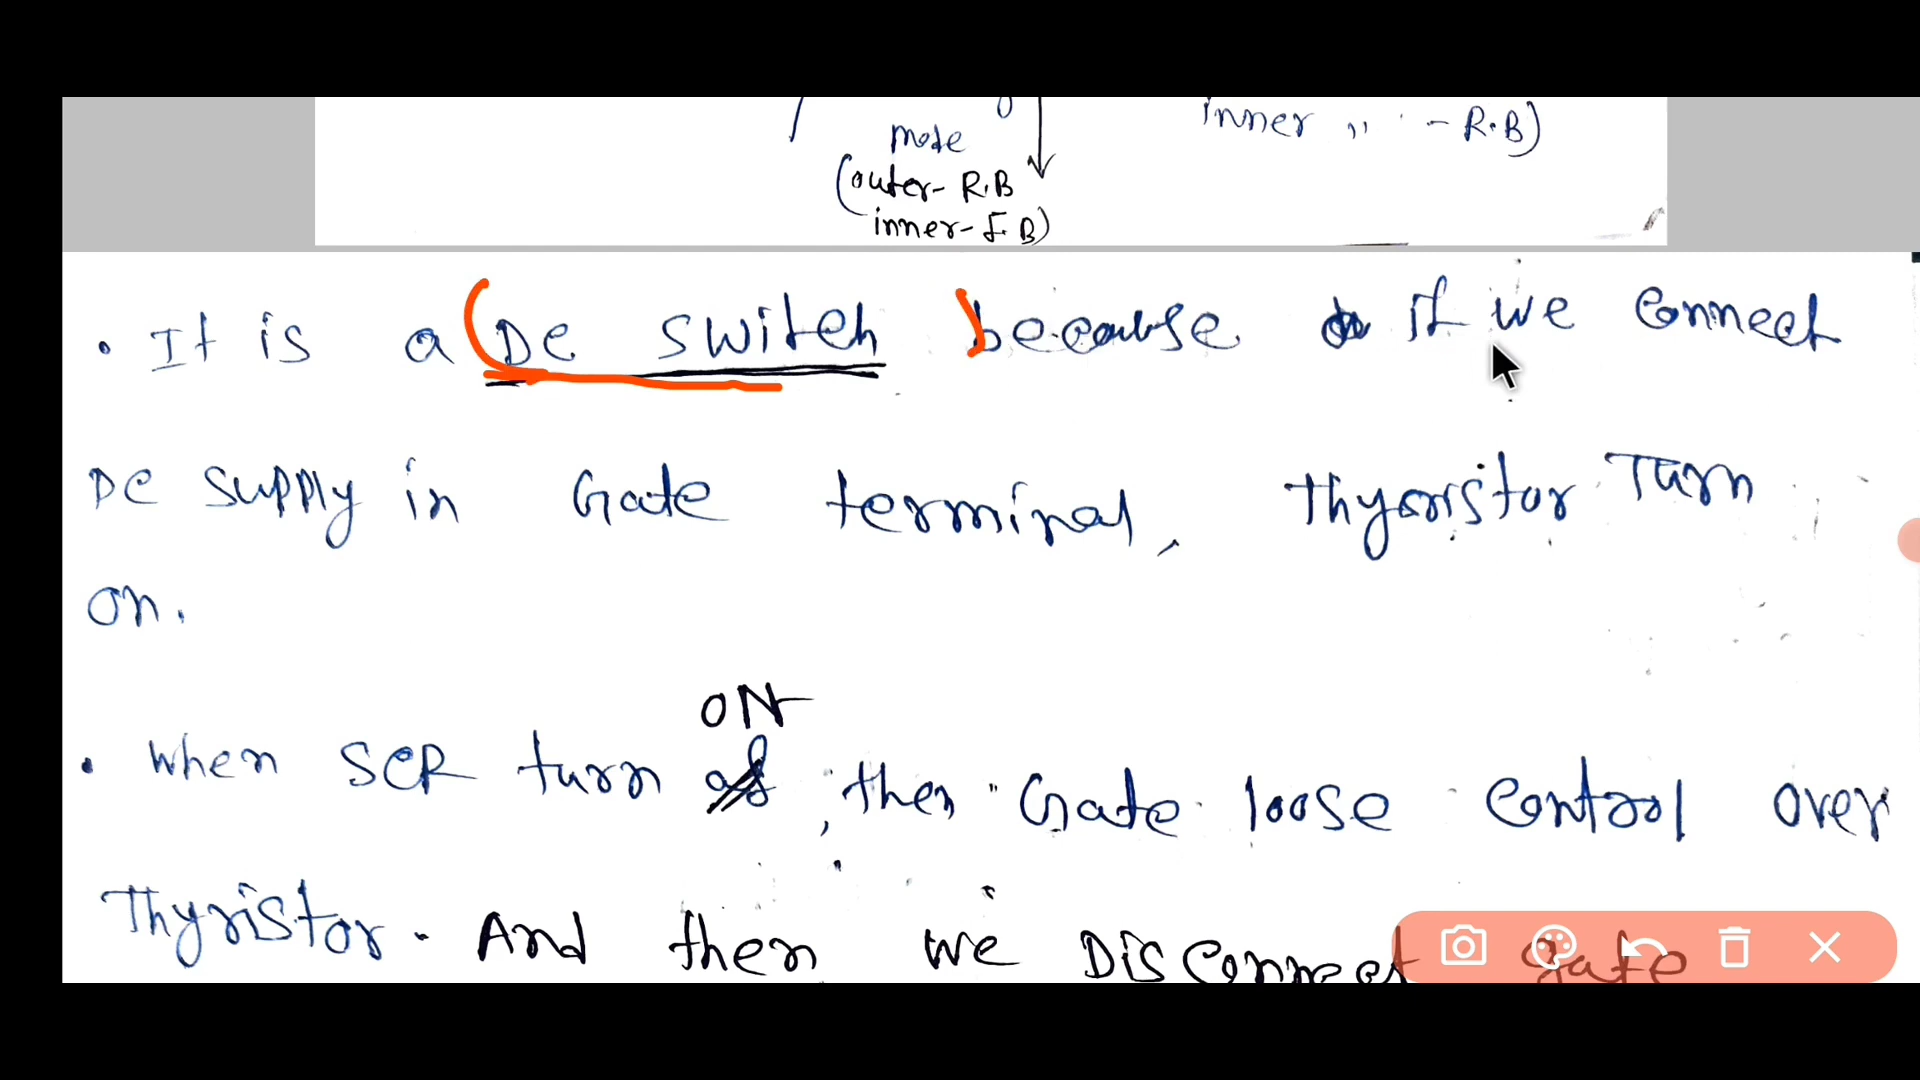 mode
inner ,, - R.B)
(outer- R.B
inner- F.B)
• It is a (DC switch) because if we connect
DC supply in Gate terminal, Thyristor Turn
on.
ON
• When SCR turn , then "Gate loose control over
Thyristor. And then we Disconnect gate